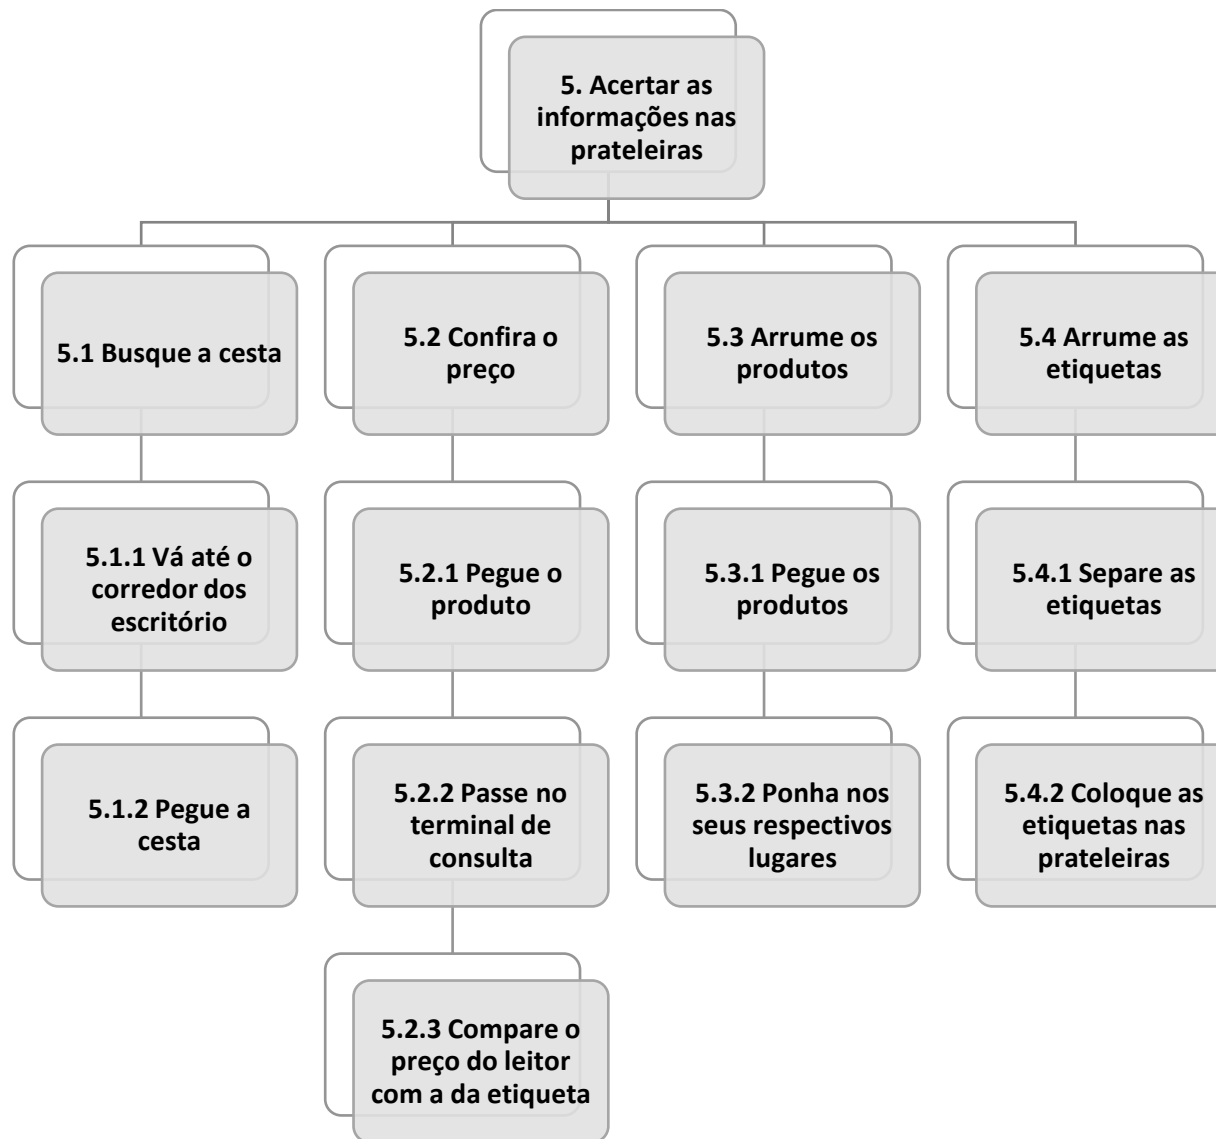 5. Acertar as
informações nas
prateleiras
5.1 Busque a cesta
5.2 Confira o
preço
5.3 Arrume os
produtos
5.4 Arrume as
etiquetas
5.1.1 Vá até o
corredor dos
escritório
5.2.1 Pegue o
produto
5.3.1 Pegue os
produtos
5.4.1 Separe as
etiquetas
5.1.2 Pegue a
cesta
5.2.2 Passe no
terminal de
consulta
5.3.2 Ponha nos
seus respectivos
lugares
5.4.2 Coloque as
etiquetas nas
prateleiras
5.2.3 Compare o
preço do leitor
com a da etiqueta